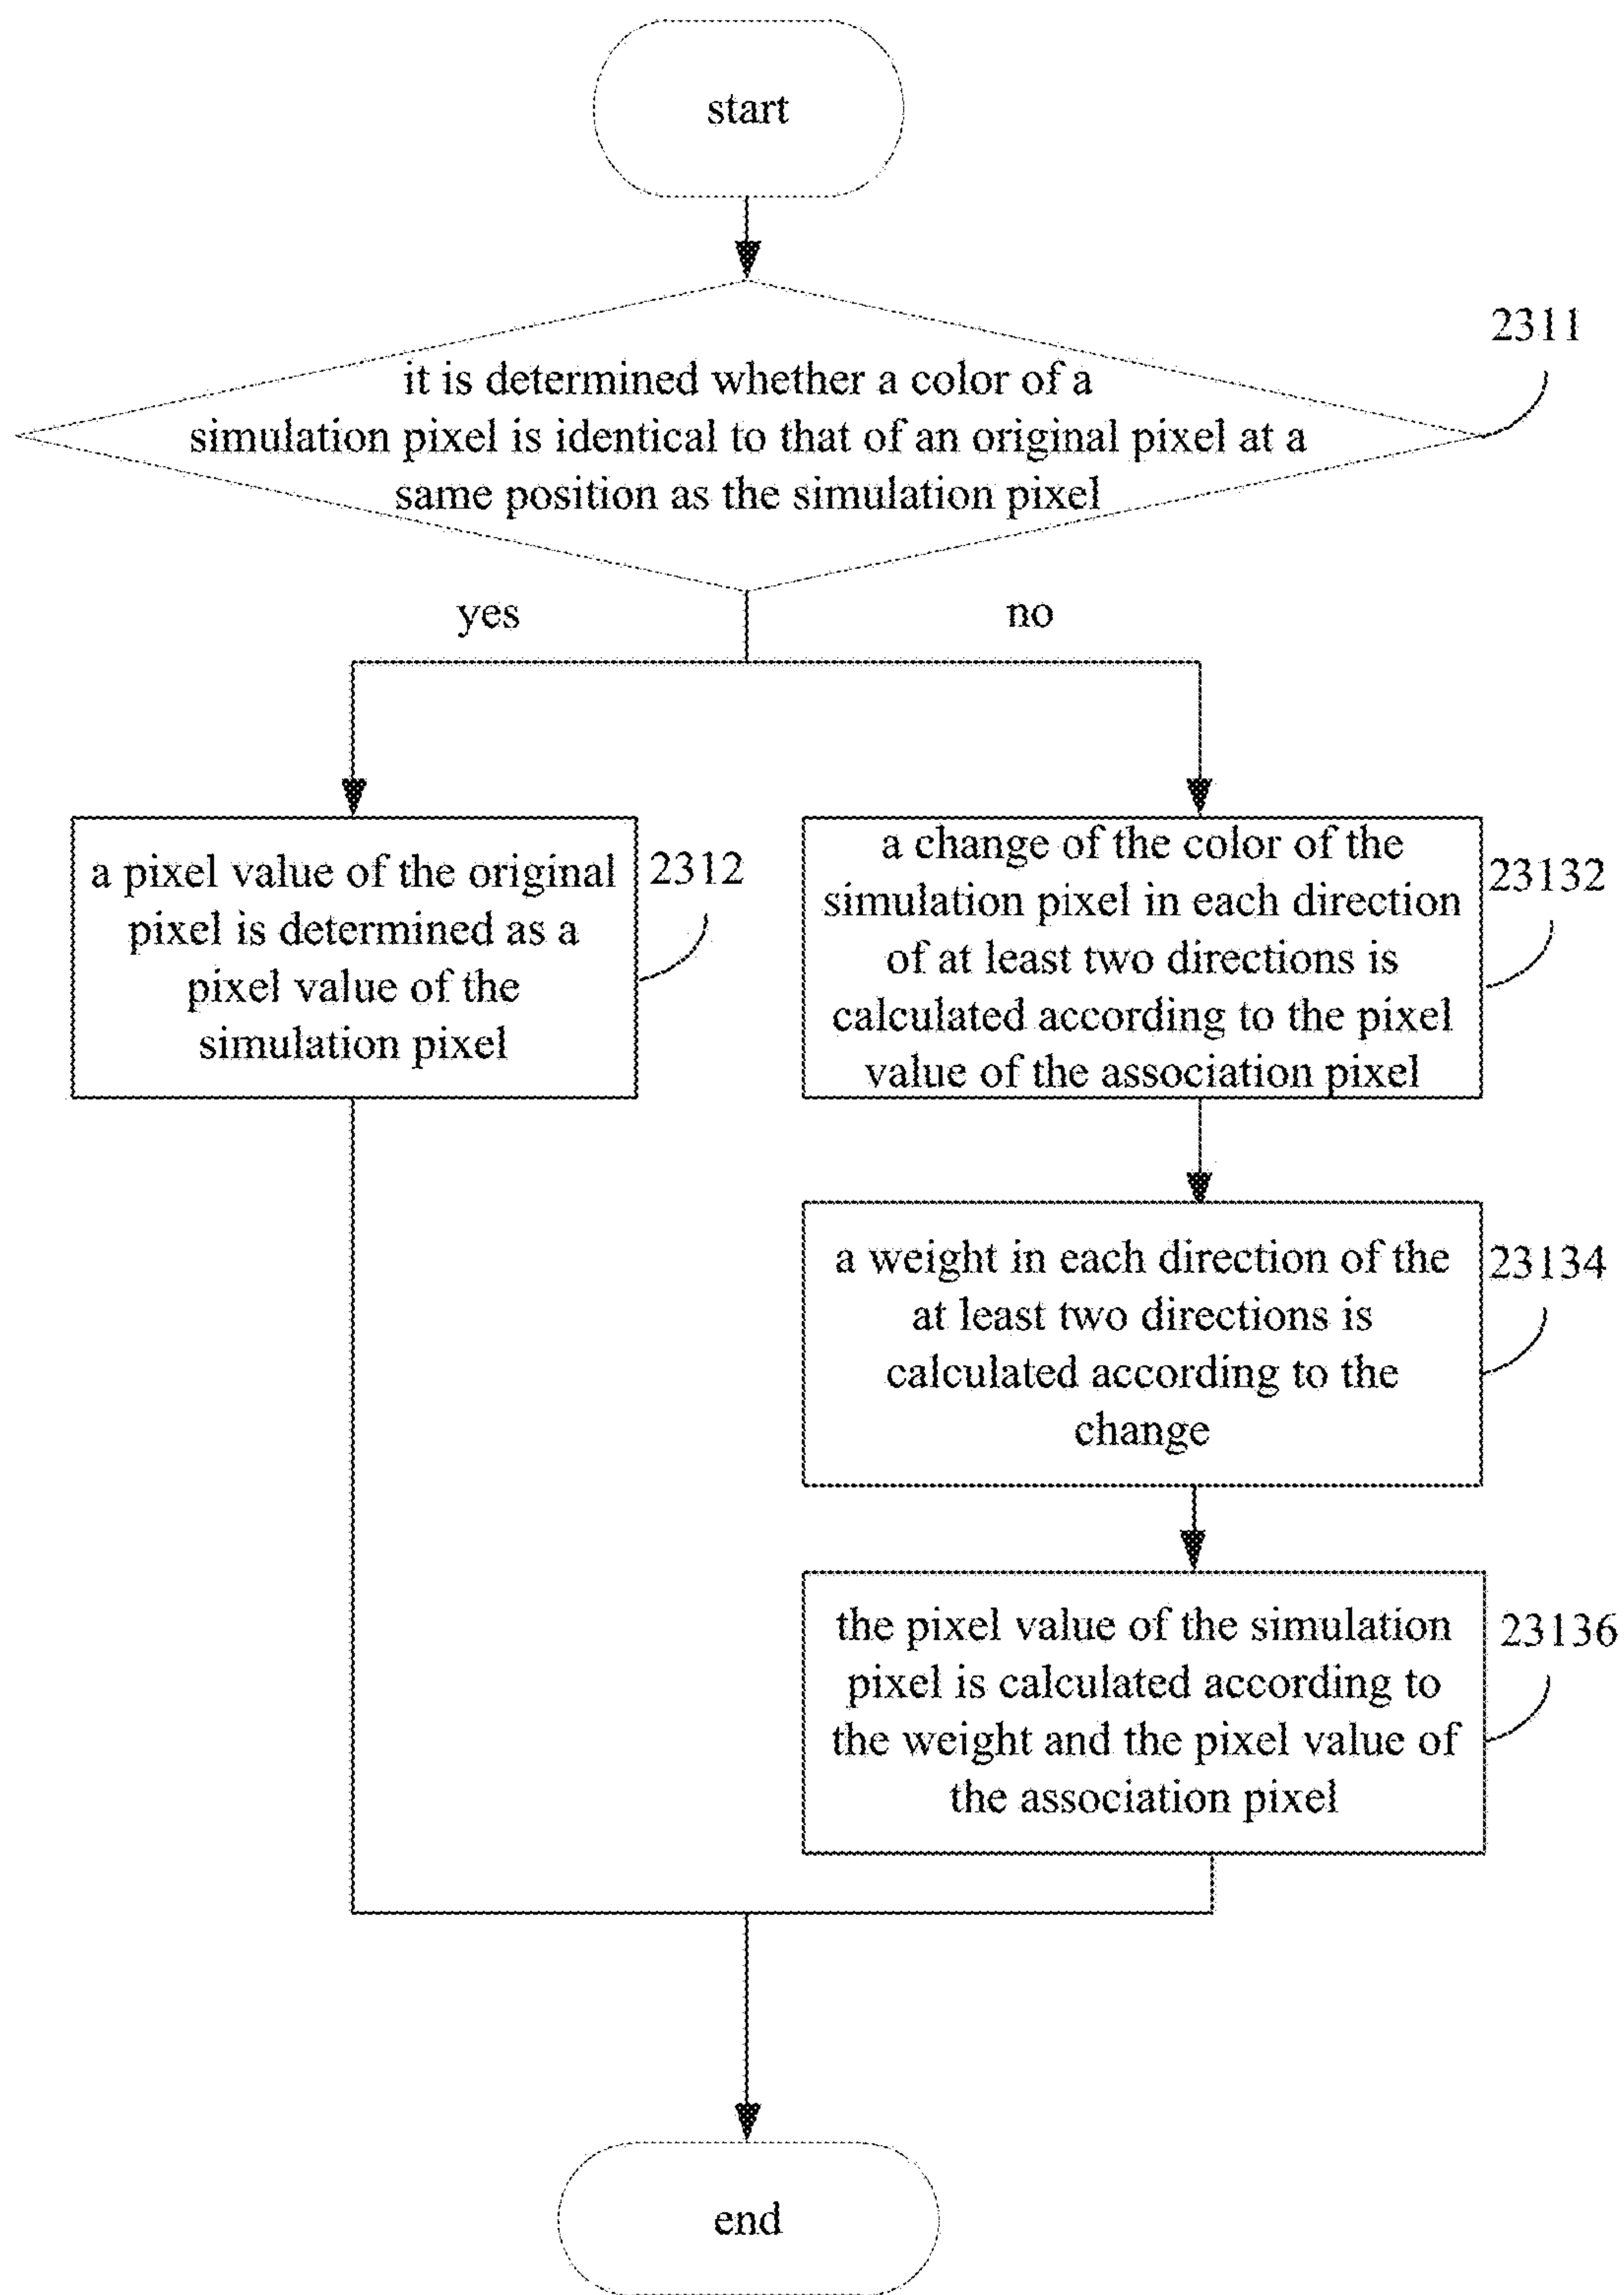 start
2311
it is determined whether a color of a
simulation pixel is identical to that of an original pixel at a
same position as the simulation pixel
yes
no
a pixel value of the original
pixel is determined as a
pixel value of the
simulation pixel
2312
a change of the color of the
simulation pixel in each direction
of at least two directions is
calculated according to the pixel
value of the association pixel
23132
a weight in each direction of the
at least two directions is
calculated according to the
change
23134
the pixel value of the simulation
pixel is calculated according to
the weight and the pixel value of
the association pixel
23136
end